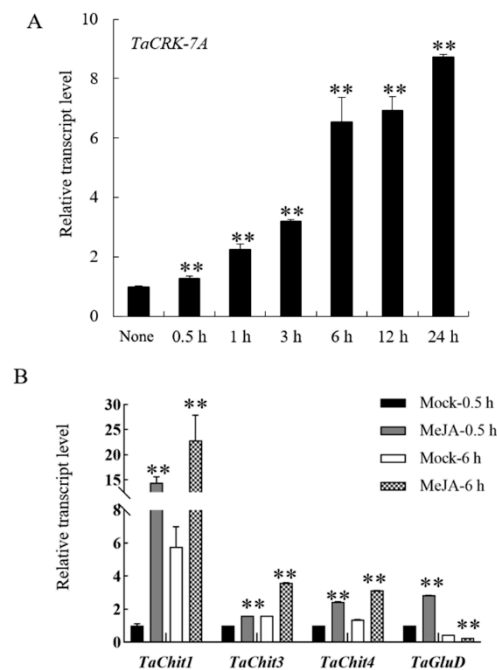 A
TaCRK-7A
Relative transcript level
10
8
6
4
2
0
**
**
**
**
**
**
None 0.5 h 1 h 3 h 6 h 12 h 24 h
B
Relative transcript level
30
25
20
15
8
6
4
2
0
**
**
**
**
**
**
**
**
Mock-0.5 h
MeJA-0.5 h
Mock-6 h
MeJA-6 h
TaChit1 TaChit3 TaChit4 TaGluD